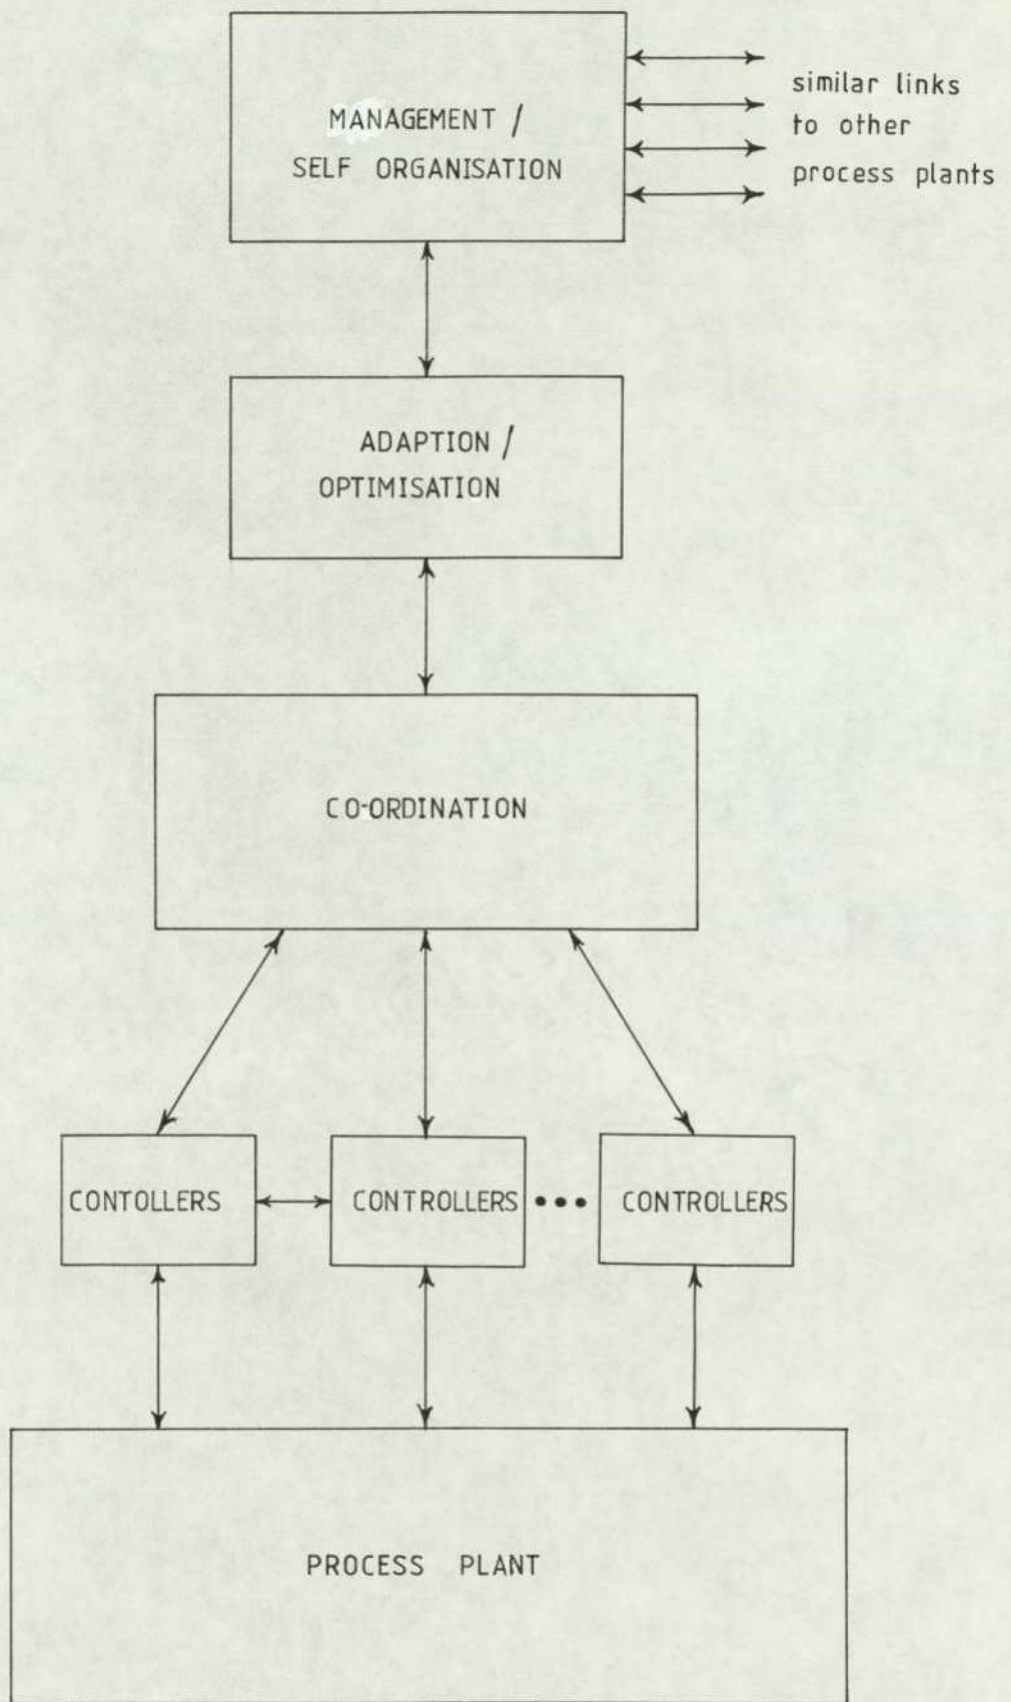 MANAGEMENT /
SELF ORGANISATION
similar links
to other
process plants
ADAPTION /
OPTIMISATION
CO-ORDINATION
CONTOLLERS
CONTROLLERS
CONTROLLERS
PROCESS PLANT